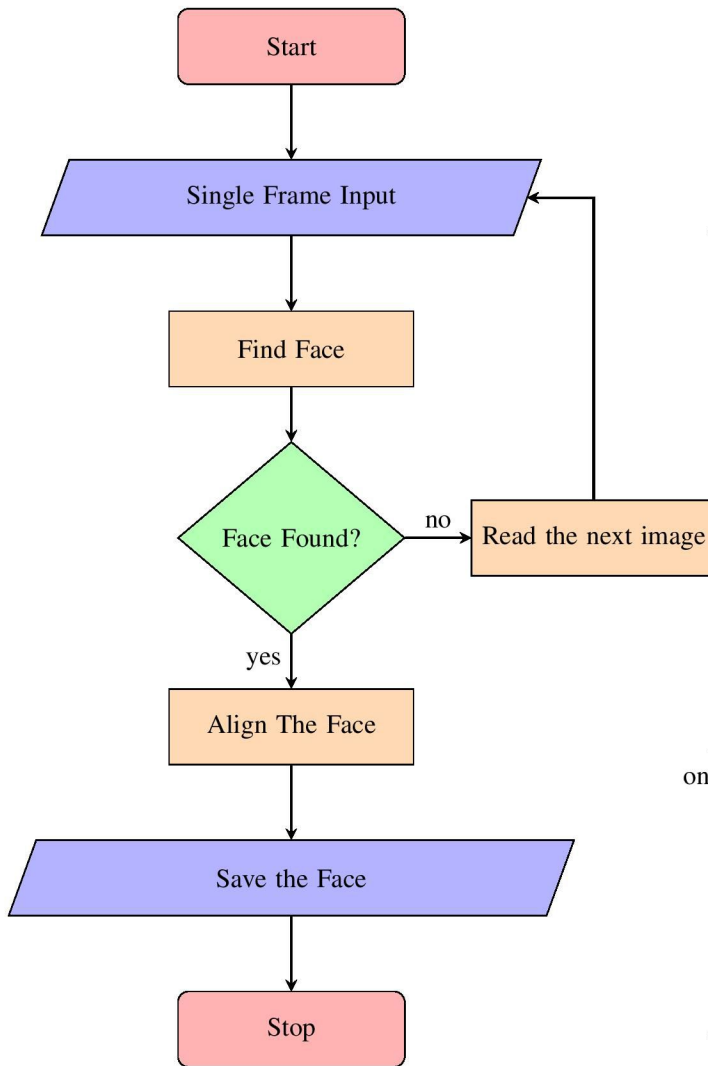 Start
Single Frame Input
Find Face
Face Found?
no
Read the next image
yes
Align The Face
on
Save the Face
Stop